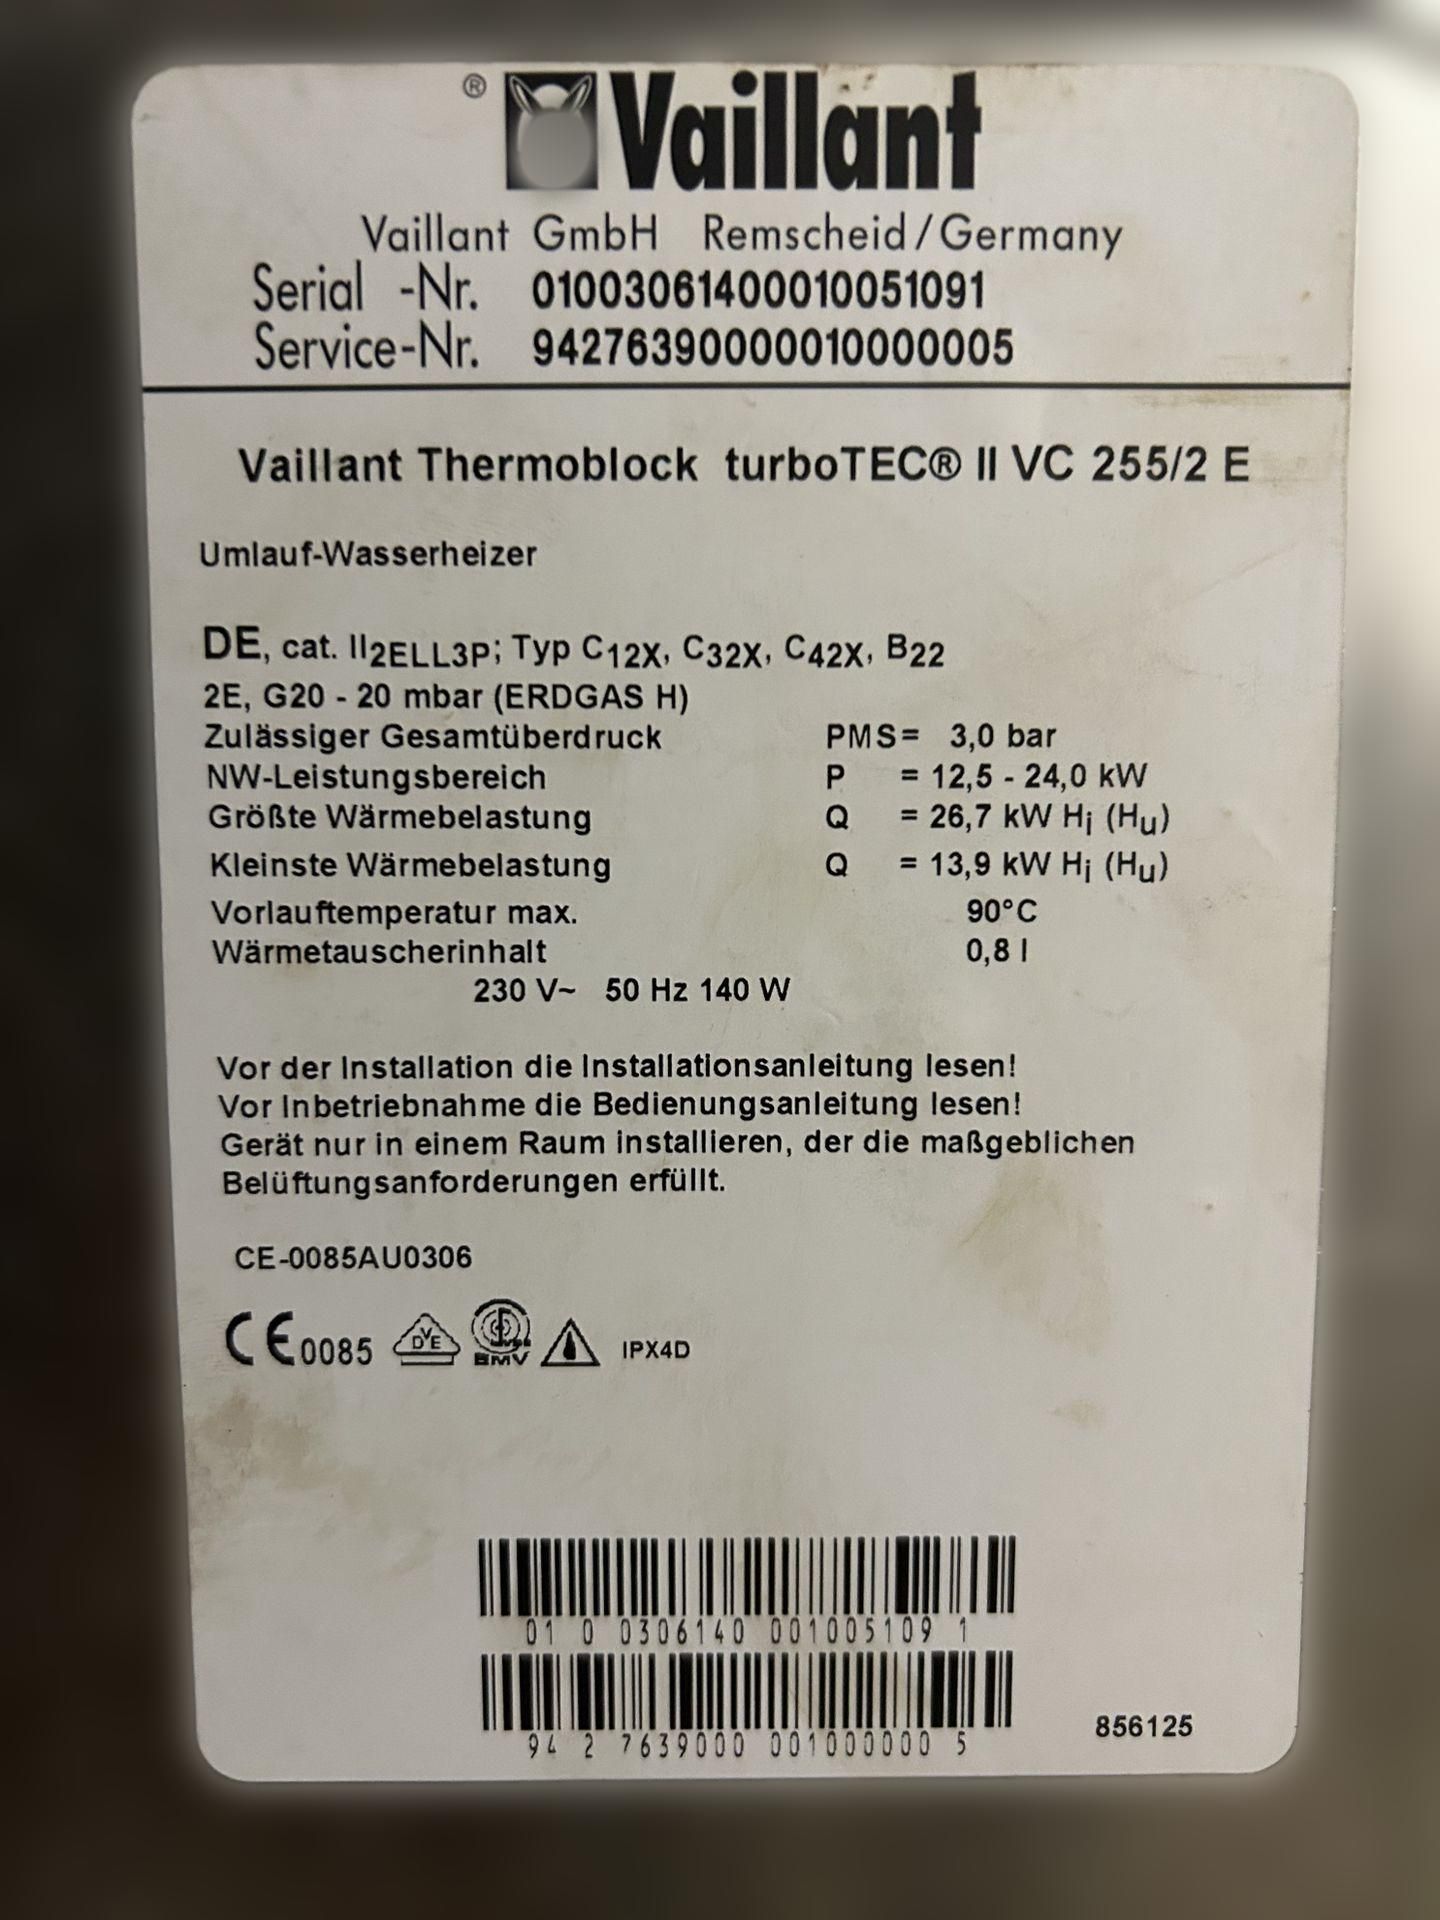 ® Vaillant
Vaillant GmbH Remscheid/Germany
Serial -Nr. 01003061400010051091
Service-Nr. 94276390000010000005
Vaillant Thermoblock turboTEC® II VC 255/2 E
Umlauf-Wasserheizer
DE, cat. II2ELL3P; Typ C12X, C32X, C42X, B22
2E, G20 - 20 mbar (ERDGAS H)
Zulässiger Gesamtüberdruck PMS= 3,0 bar
NW-Leistungsbereich P = 12,5 - 24,0 kW
Größte Wärmebelastung Q = 26,7 kW Hi (Hu)
Kleinste Wärmebelastung Q = 13,9 kW Hi (Hu)
Vorlauftemperatur max. 90°C
Wärmetauscherinhalt 0,8 l
230 V~ 50 Hz 140 W
Vor der Installation die Installationsanleitung lesen!
Vor Inbetriebnahme die Bedienungsanleitung lesen!
Gerät nur in einem Raum installieren, der die maßgeblichen
Belüftungsanforderungen erfüllt.
CE-0085AU0306
CE 0085 DVE BMV IPX4D
01 0 0306140 001005109 1
94 2 7639000 001000000 5
856125